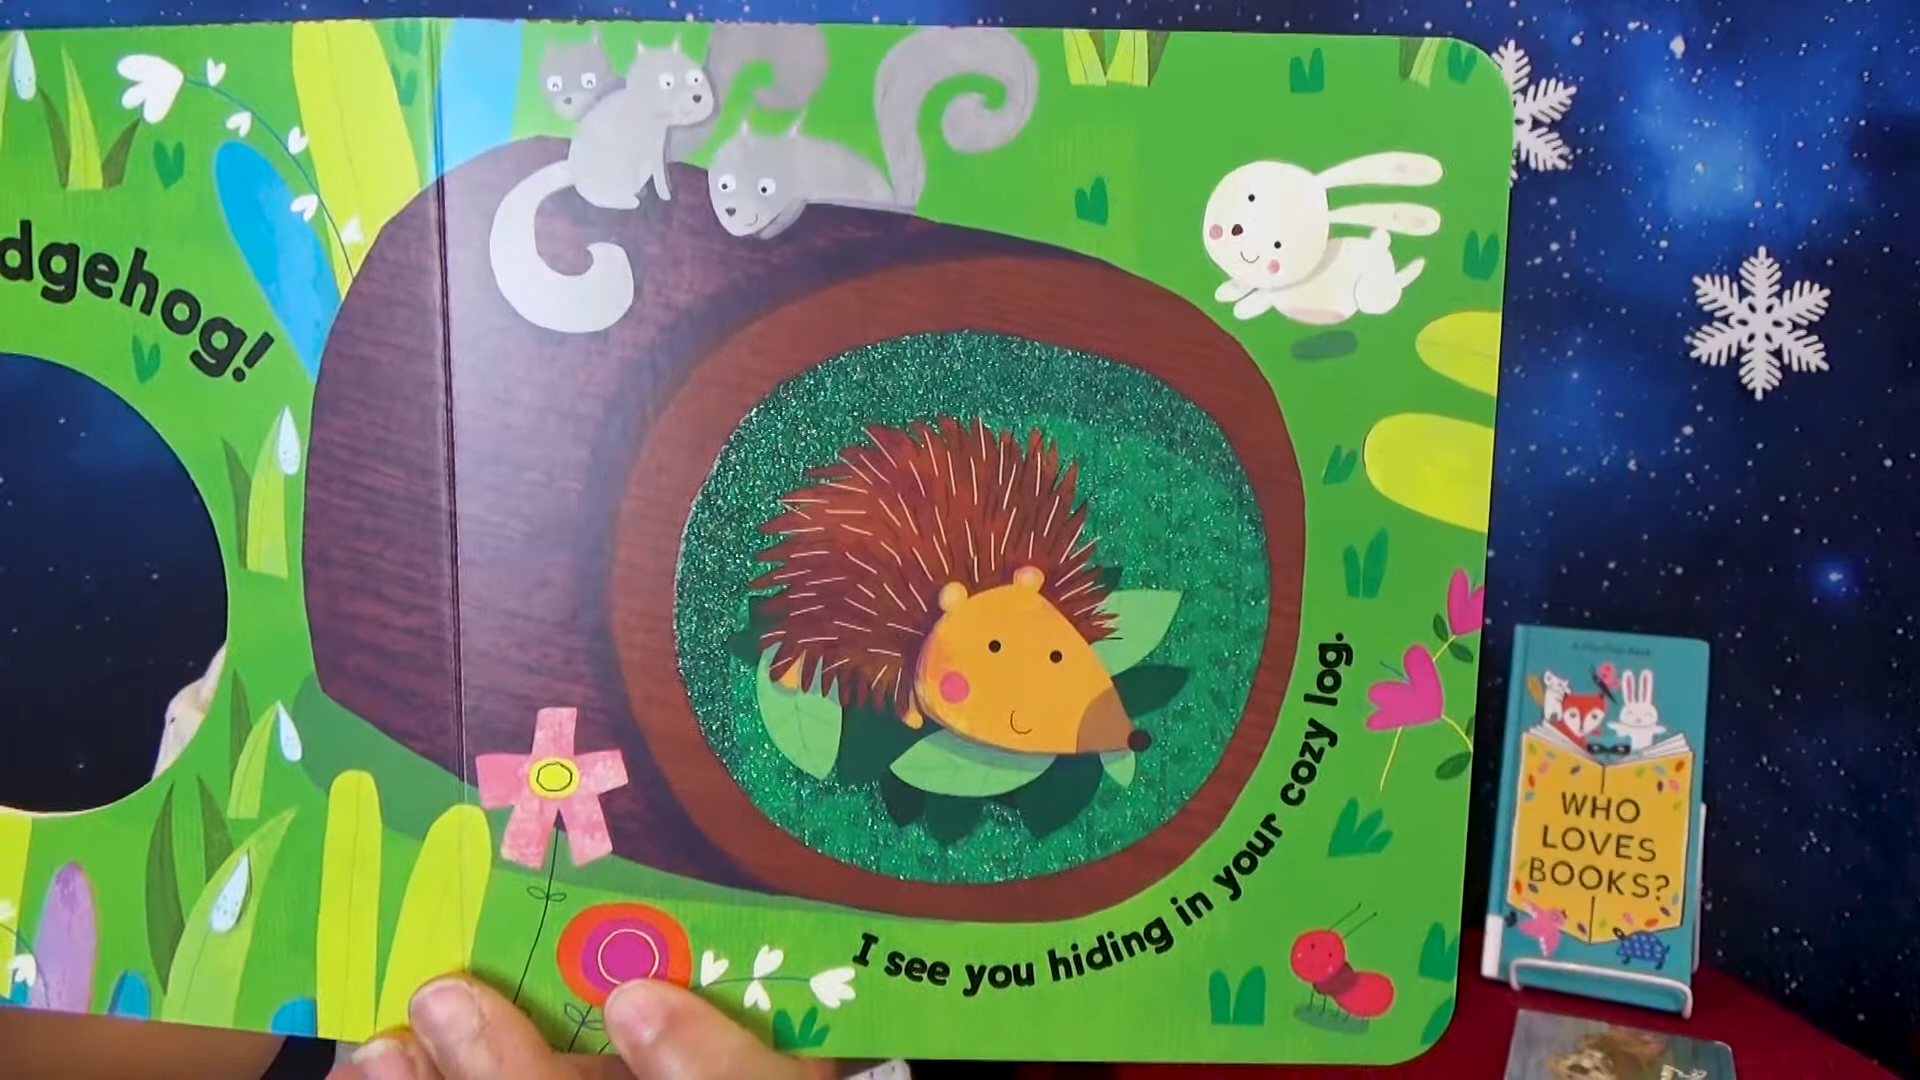 dgehog!
I see you hiding in your cozy log.
WHO
LOVES
BOOKS?